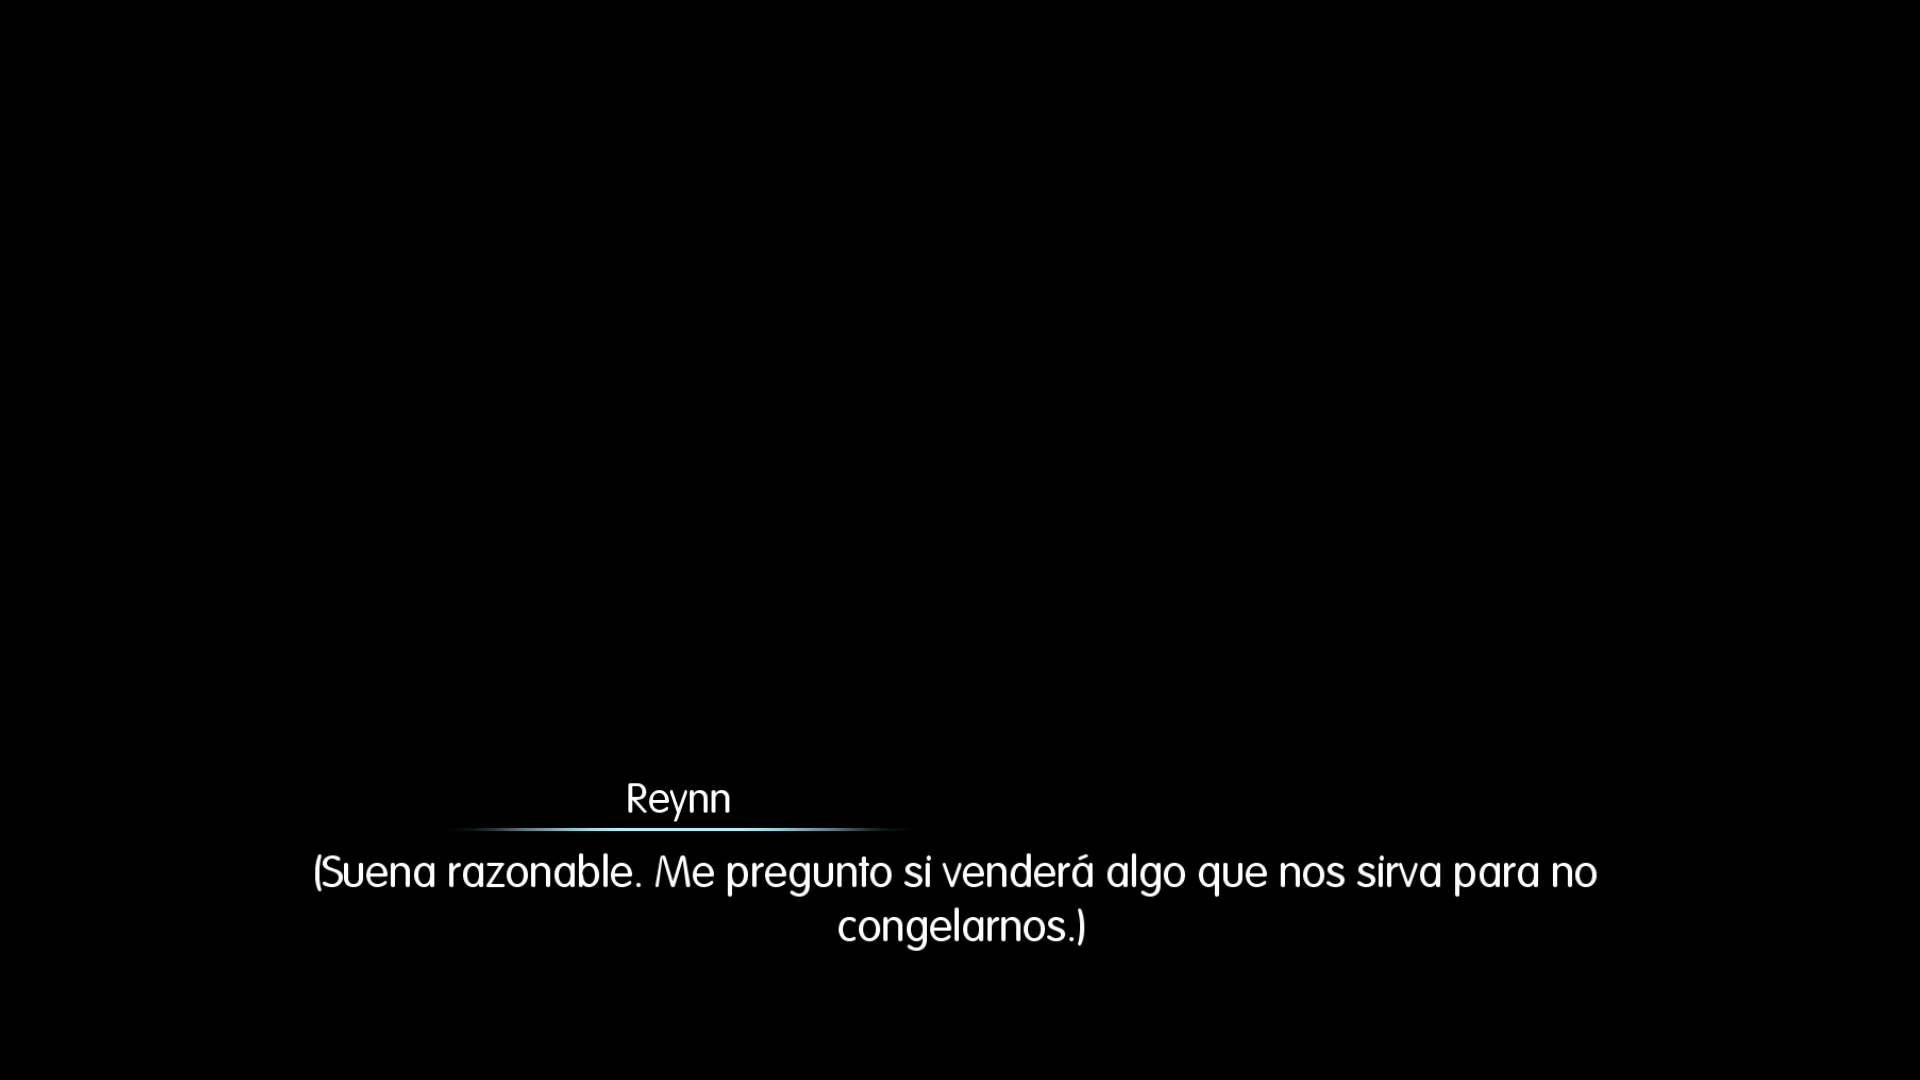 Reynn
(Suena razonable. Me pregunto si venderá algo que nos sirva para no
congelarnos.)